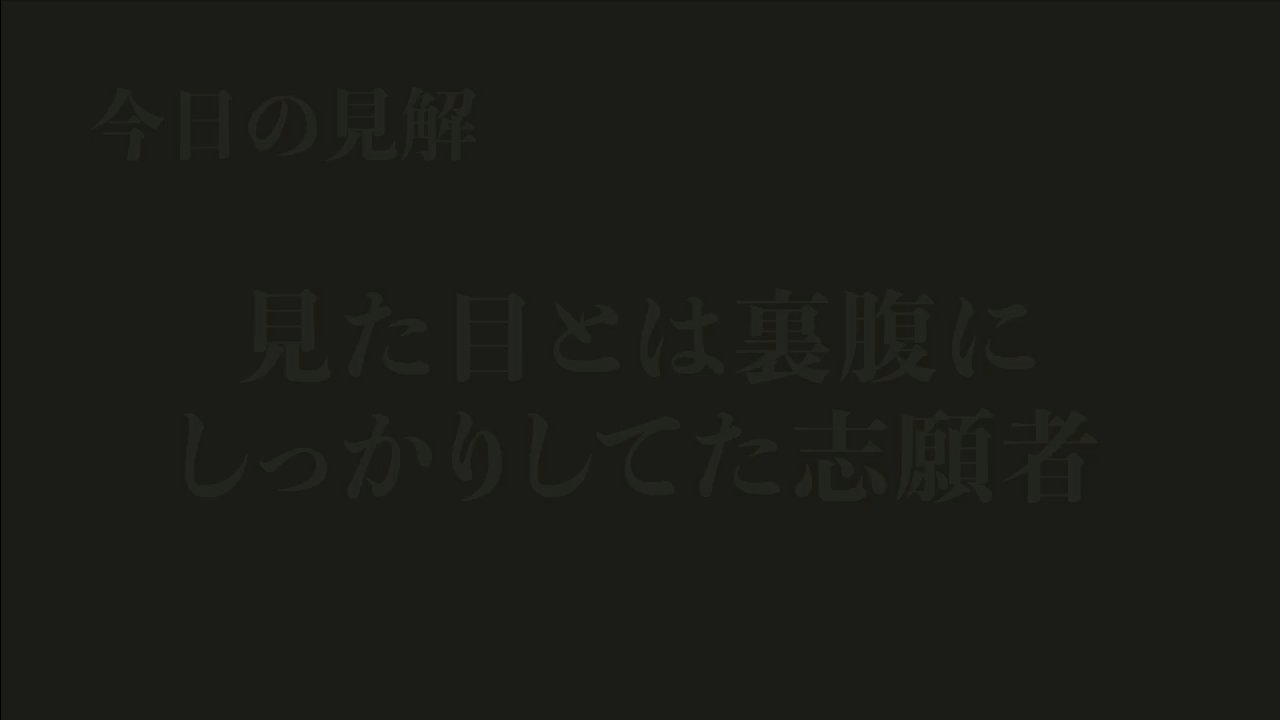 今日の見解
見た目とは裏腹に
しっかりしてた志願者